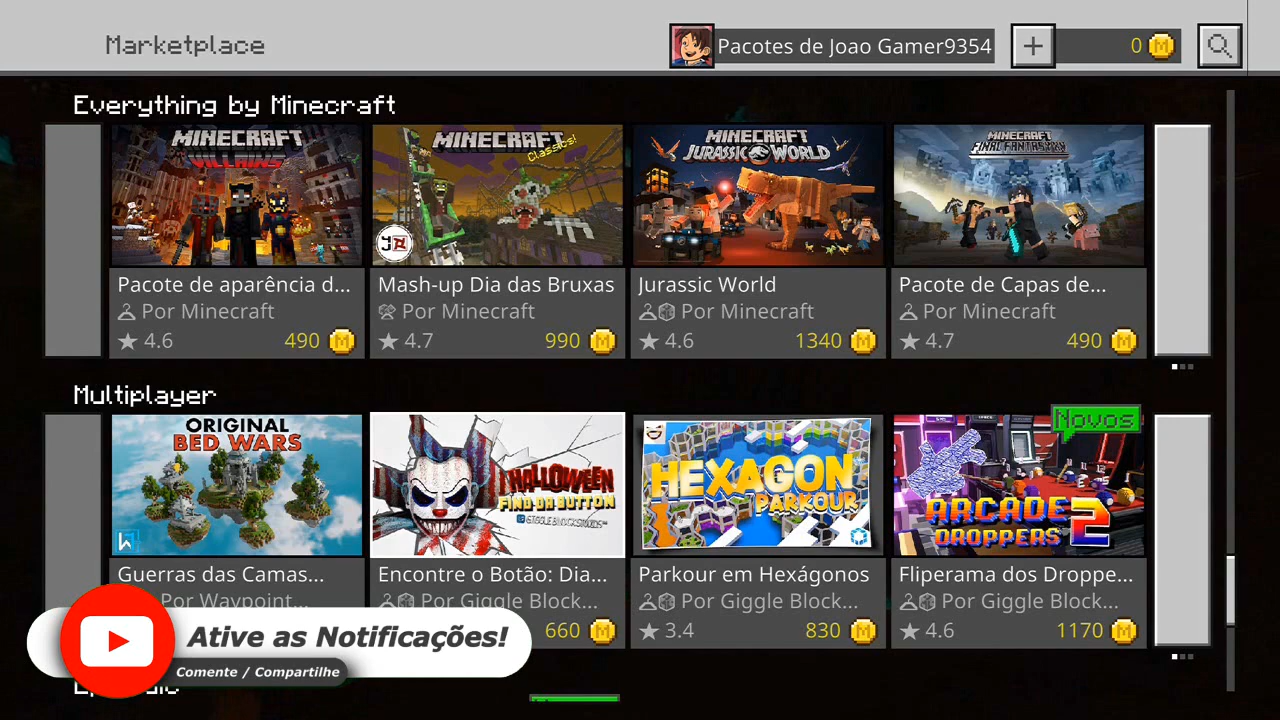 Marketplace
Pacotes de Joao Gamer9354
0
Everything by Minecraft
MINECRAFT
VILLAINS
MINECRAFT
Classics!
MINECRAFT
JURASSIC WORLD
MINECRAFT
FINAL FANTASY XV
Pacote de aparência d...
Por Minecraft
4.6 490
Mash-up Dia das Bruxas
Por Minecraft
4.7 990
Jurassic World
Por Minecraft
4.6 1340
Pacote de Capas de...
Por Minecraft
4.7 490
Multiplayer
ORIGINAL
BED WARS
HALLOWEEN
FIND DA BUTTON
GIGGLE BLOCK STUDIOS
HEXAGON
PARKOUR
Novos
ARCADE
DROPPERS 2
Guerras das Camas...
Por Waypoint...
Encontre o Botão: Dia...
Por Giggle Block...
660
Parkour em Hexágonos
Por Giggle Block...
3.4 830
Fliperama dos Droppe...
Por Giggle Block...
4.6 1170
Ative as Notificações!
Comente / Compartilhe